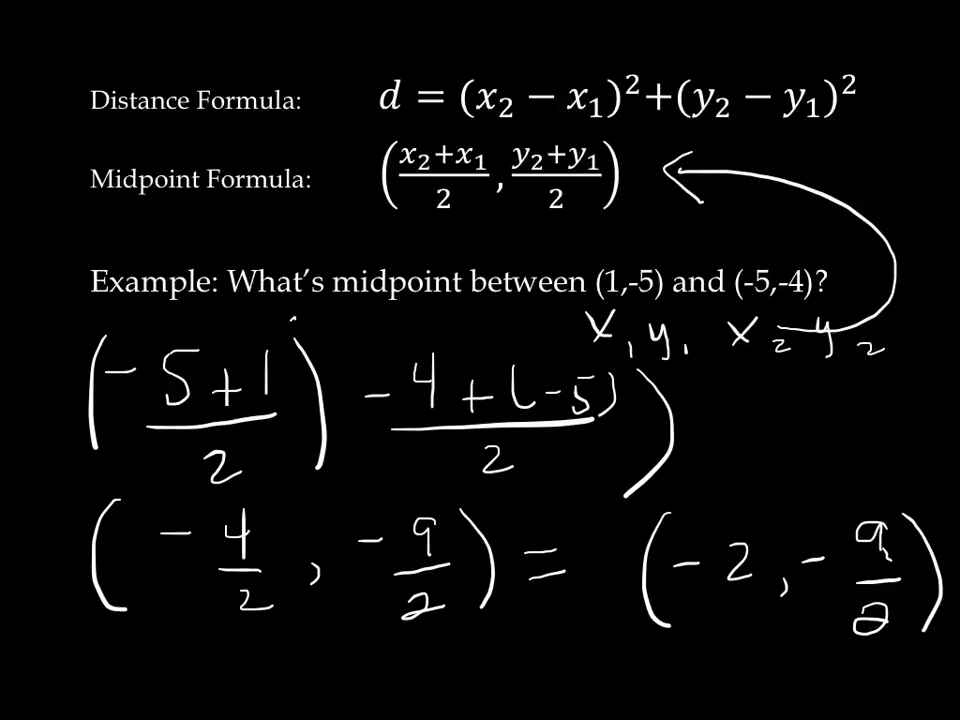 Distance Formula: d = (x₂ − x₁)²+(y₂ − y₁)²
Midpoint Formula: (x₂+x₁/2, y₂+y₁/2)
Example: What's midpoint between (1,-5) and (-5,-4)?
x₁ y₁ x₂ y₂
(-5+1/2) -4+(-5)/2)
(-4/2, -9/2) = (-2, -9/2)